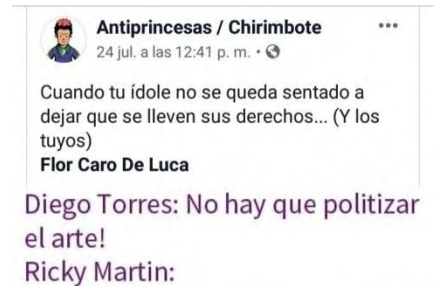 Antiprincesas / Chirimbote
24 jul. a las 12:41 p. m. •
Cuando tu ídole no se queda sentado a
dejar que se lleven sus derechos... (Y los
tuyos)
Flor Caro De Luca
Diego Torres: No hay que politizar
el arte!
Ricky Martin: